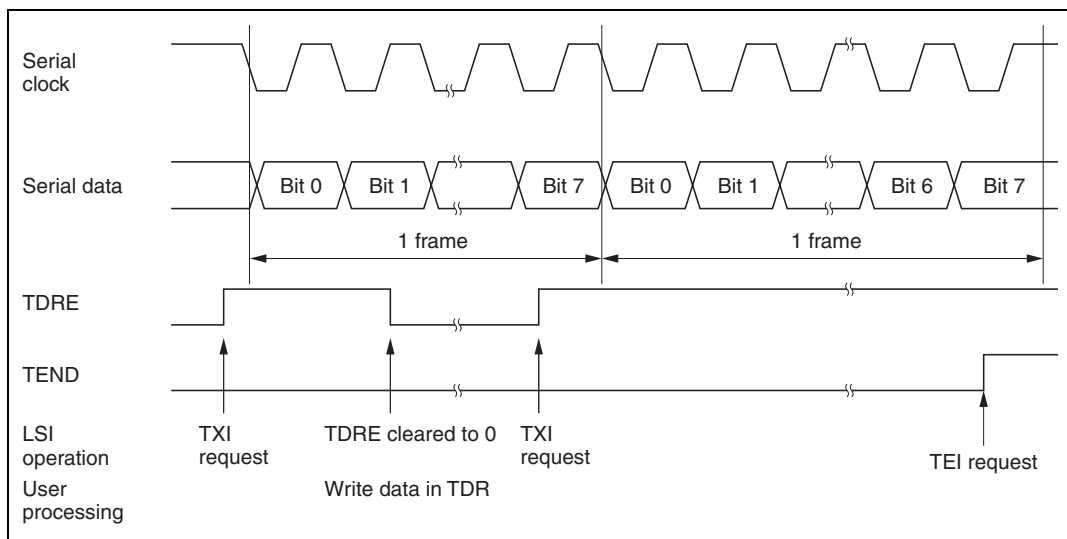 Serial
clock
Serial data
Bit 0
Bit 1
Bit 7
Bit 0
Bit 1
Bit 6
Bit 7
1 frame
1 frame
TDRE
TEND
LSI
operation
TXI
request
TDRE cleared to 0
TXI
request
TEI request
User
processing
Write data in TDR